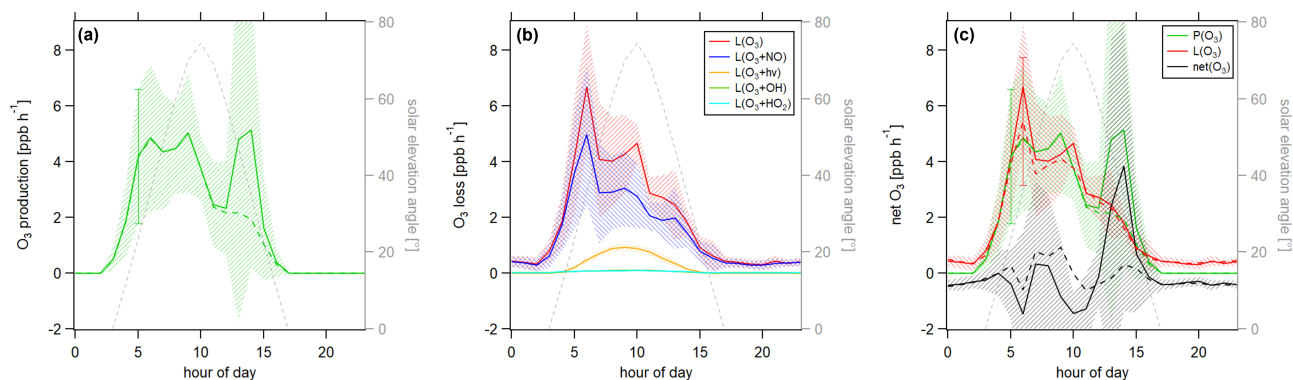 (a)
O₃ production [ppb h⁻¹]
8
6
4
2
0
-2
80
60
40
20
0
solar elevation angle [°]
0 5 10 15 20
hour of day
(b)
L(O₃)
L(O₃+NO)
L(O₃+hv)
L(O₃+OH)
L(O₃+HO₂)
O₃ loss [ppb h⁻¹]
8
6
4
2
0
-2
80
60
40
20
0
solar elevation angle [°]
0 5 10 15 20
hour of day
(c)
P(O₃)
L(O₃)
net(O₃)
net O₃ [ppb h⁻¹]
8
6
4
2
0
-2
80
60
40
20
0
solar elevation angle [°]
0 5 10 15 20
hour of day